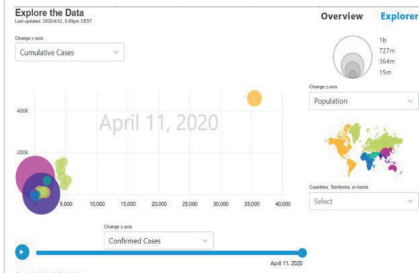 Explore the Data
Last updated: 2020/4/12, 5:00pm CEST
Overview Explorer
Change y-axis
Cumulative Cases
1b
727m
364m
15m
Change y-axis
Population
400k
200k
April 11, 2020
5,000 10,000 15,000 20,000 25,000 30,000 35,000 40,000
Countries, Territories, or Areas
Select
Change x-axis
Confirmed Cases
April 11, 2020